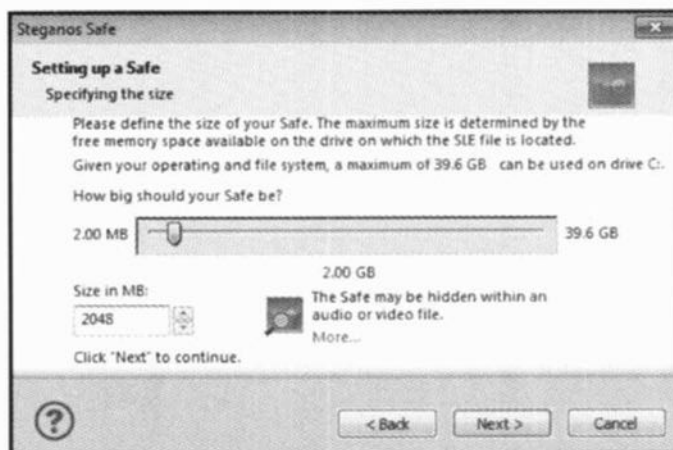 Steganos Safe
Setting up a Safe
Specifying the size
Please define the size of your Safe. The maximum size is determined by the
free memory space available on the drive on which the SLE file is located.
Given your operating and file system, a maximum of 39.6 GB can be used on drive C:.
How big should your Safe be?
2.00 MB
39.6 GB
2.00 GB
Size in MB:
2048
The Safe may be hidden within an
audio or video file.
More...
Click "Next" to continue.
?
< Back
Next >
Cancel